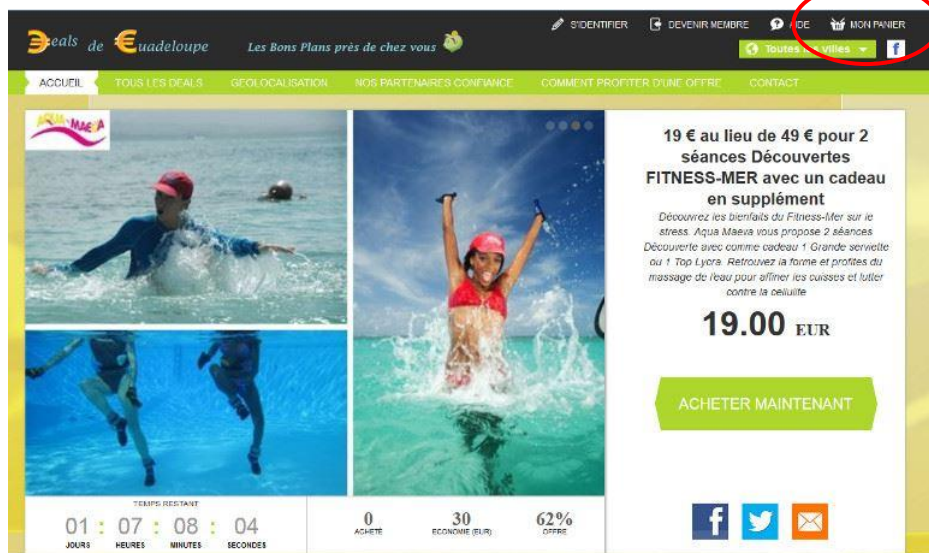 S'IDENTIFIER DEVENIR MEMBRE AIDE MON PANIER
Deals de Guadeloupe Les Bons Plans près de chez vous
Toutes les villes
ACCUEIL TOUS LES DEALS GEOLOCALISATION NOS PARTENAIRES CONFIANCE COMMENT PROFITER D'UNE OFFRE CONTACT
AQUA-MAEVA
19 € au lieu de 49 € pour 2
séances Découvertes
FITNESS-MER avec un cadeau
en supplément
Découvrez les bienfaits du Fitness-Mer sur le
stress. Aqua Maeva vous propose 2 séances
Découverte avec comme cadeau 1 Grande serviette
ou 1 Top Lycra. Retrouvez la forme et profites du
massage de l'eau pour affiner les cuisses et lutter
contre la cellulite
19.00 EUR
ACHETER MAINTENANT
TEMPS RESTANT
01 : 07 : 08 : 04
JOURS HEURES MINUTES SECONDES
0 30 62%
ACHETÉ ECONOMIE (EUR) OFFRE